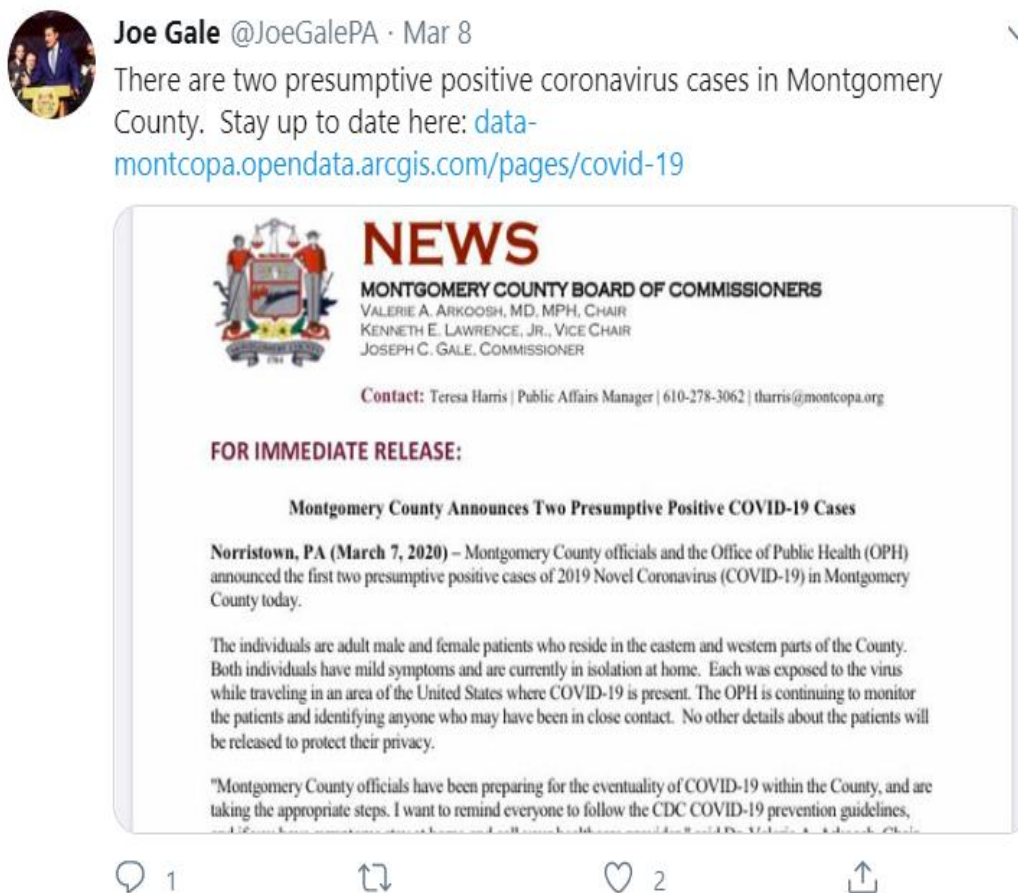 Joe Gale @JoeGalePA · Mar 8
There are two presumptive positive coronavirus cases in Montgomery
County. Stay up to date here: data-
montcopa.opendata.arcgis.com/pages/covid-19
NEWS
MONTGOMERY COUNTY BOARD OF COMMISSIONERS
VALERIE A. ARKOOSH, MD, MPH, CHAIR
KENNETH E. LAWRENCE, JR., VICE CHAIR
JOSEPH C. GALE, COMMISSIONER
MONTGOMERY COUNTY
1784
Contact: Teresa Harris | Public Affairs Manager | 610-278-3062 | tharris@montcopa.org
FOR IMMEDIATE RELEASE:
Montgomery County Announces Two Presumptive Positive COVID-19 Cases
Norristown, PA (March 7, 2020) – Montgomery County officials and the Office of Public Health (OPH)
announced the first two presumptive positive cases of 2019 Novel Coronavirus (COVID-19) in Montgomery
County today.
The individuals are adult male and female patients who reside in the eastern and western parts of the County.
Both individuals have mild symptoms and are currently in isolation at home. Each was exposed to the virus
while traveling in an area of the United States where COVID-19 is present. The OPH is continuing to monitor
the patients and identifying anyone who may have been in close contact. No other details about the patients will
be released to protect their privacy.
"Montgomery County officials have been preparing for the eventuality of COVID-19 within the County, and are
taking the appropriate steps. I want to remind everyone to follow the CDC COVID-19 prevention guidelines,
1
2